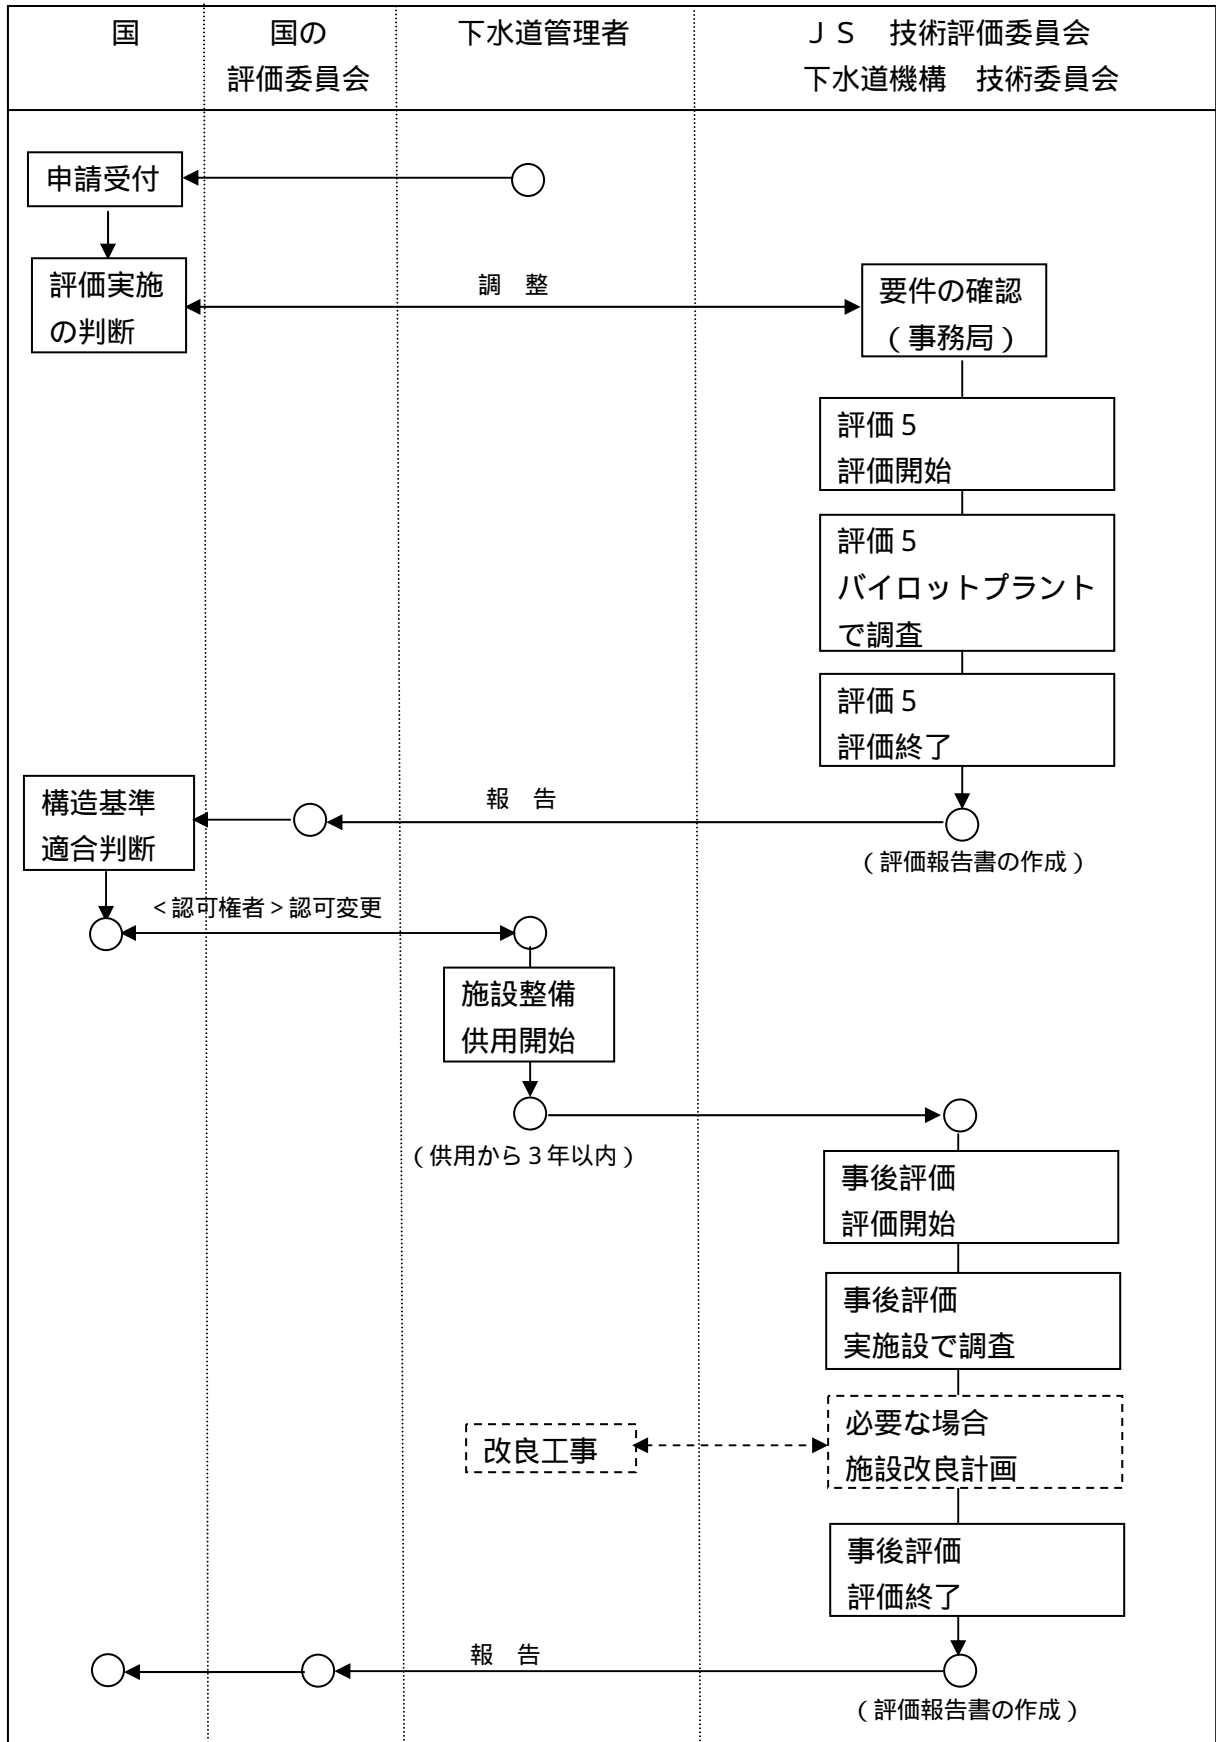 国
国の
評価委員会
下水道管理者
ＪＳ　技術評価委員会
下水道機構　技術委員会
申請受付
評価実施
の判断
調　整
要件の確認
（事務局）
評価５
評価開始
評価５
バイロットプラント
で調査
評価５
評価終了
構造基準
適合判断
報　告
（評価報告書の作成）
＜認可権者＞認可変更
施設整備
供用開始
（供用から３年以内）
事後評価
評価開始
事後評価
実施設で調査
改良工事
必要な場合
施設改良計画
事後評価
評価終了
報　告
（評価報告書の作成）